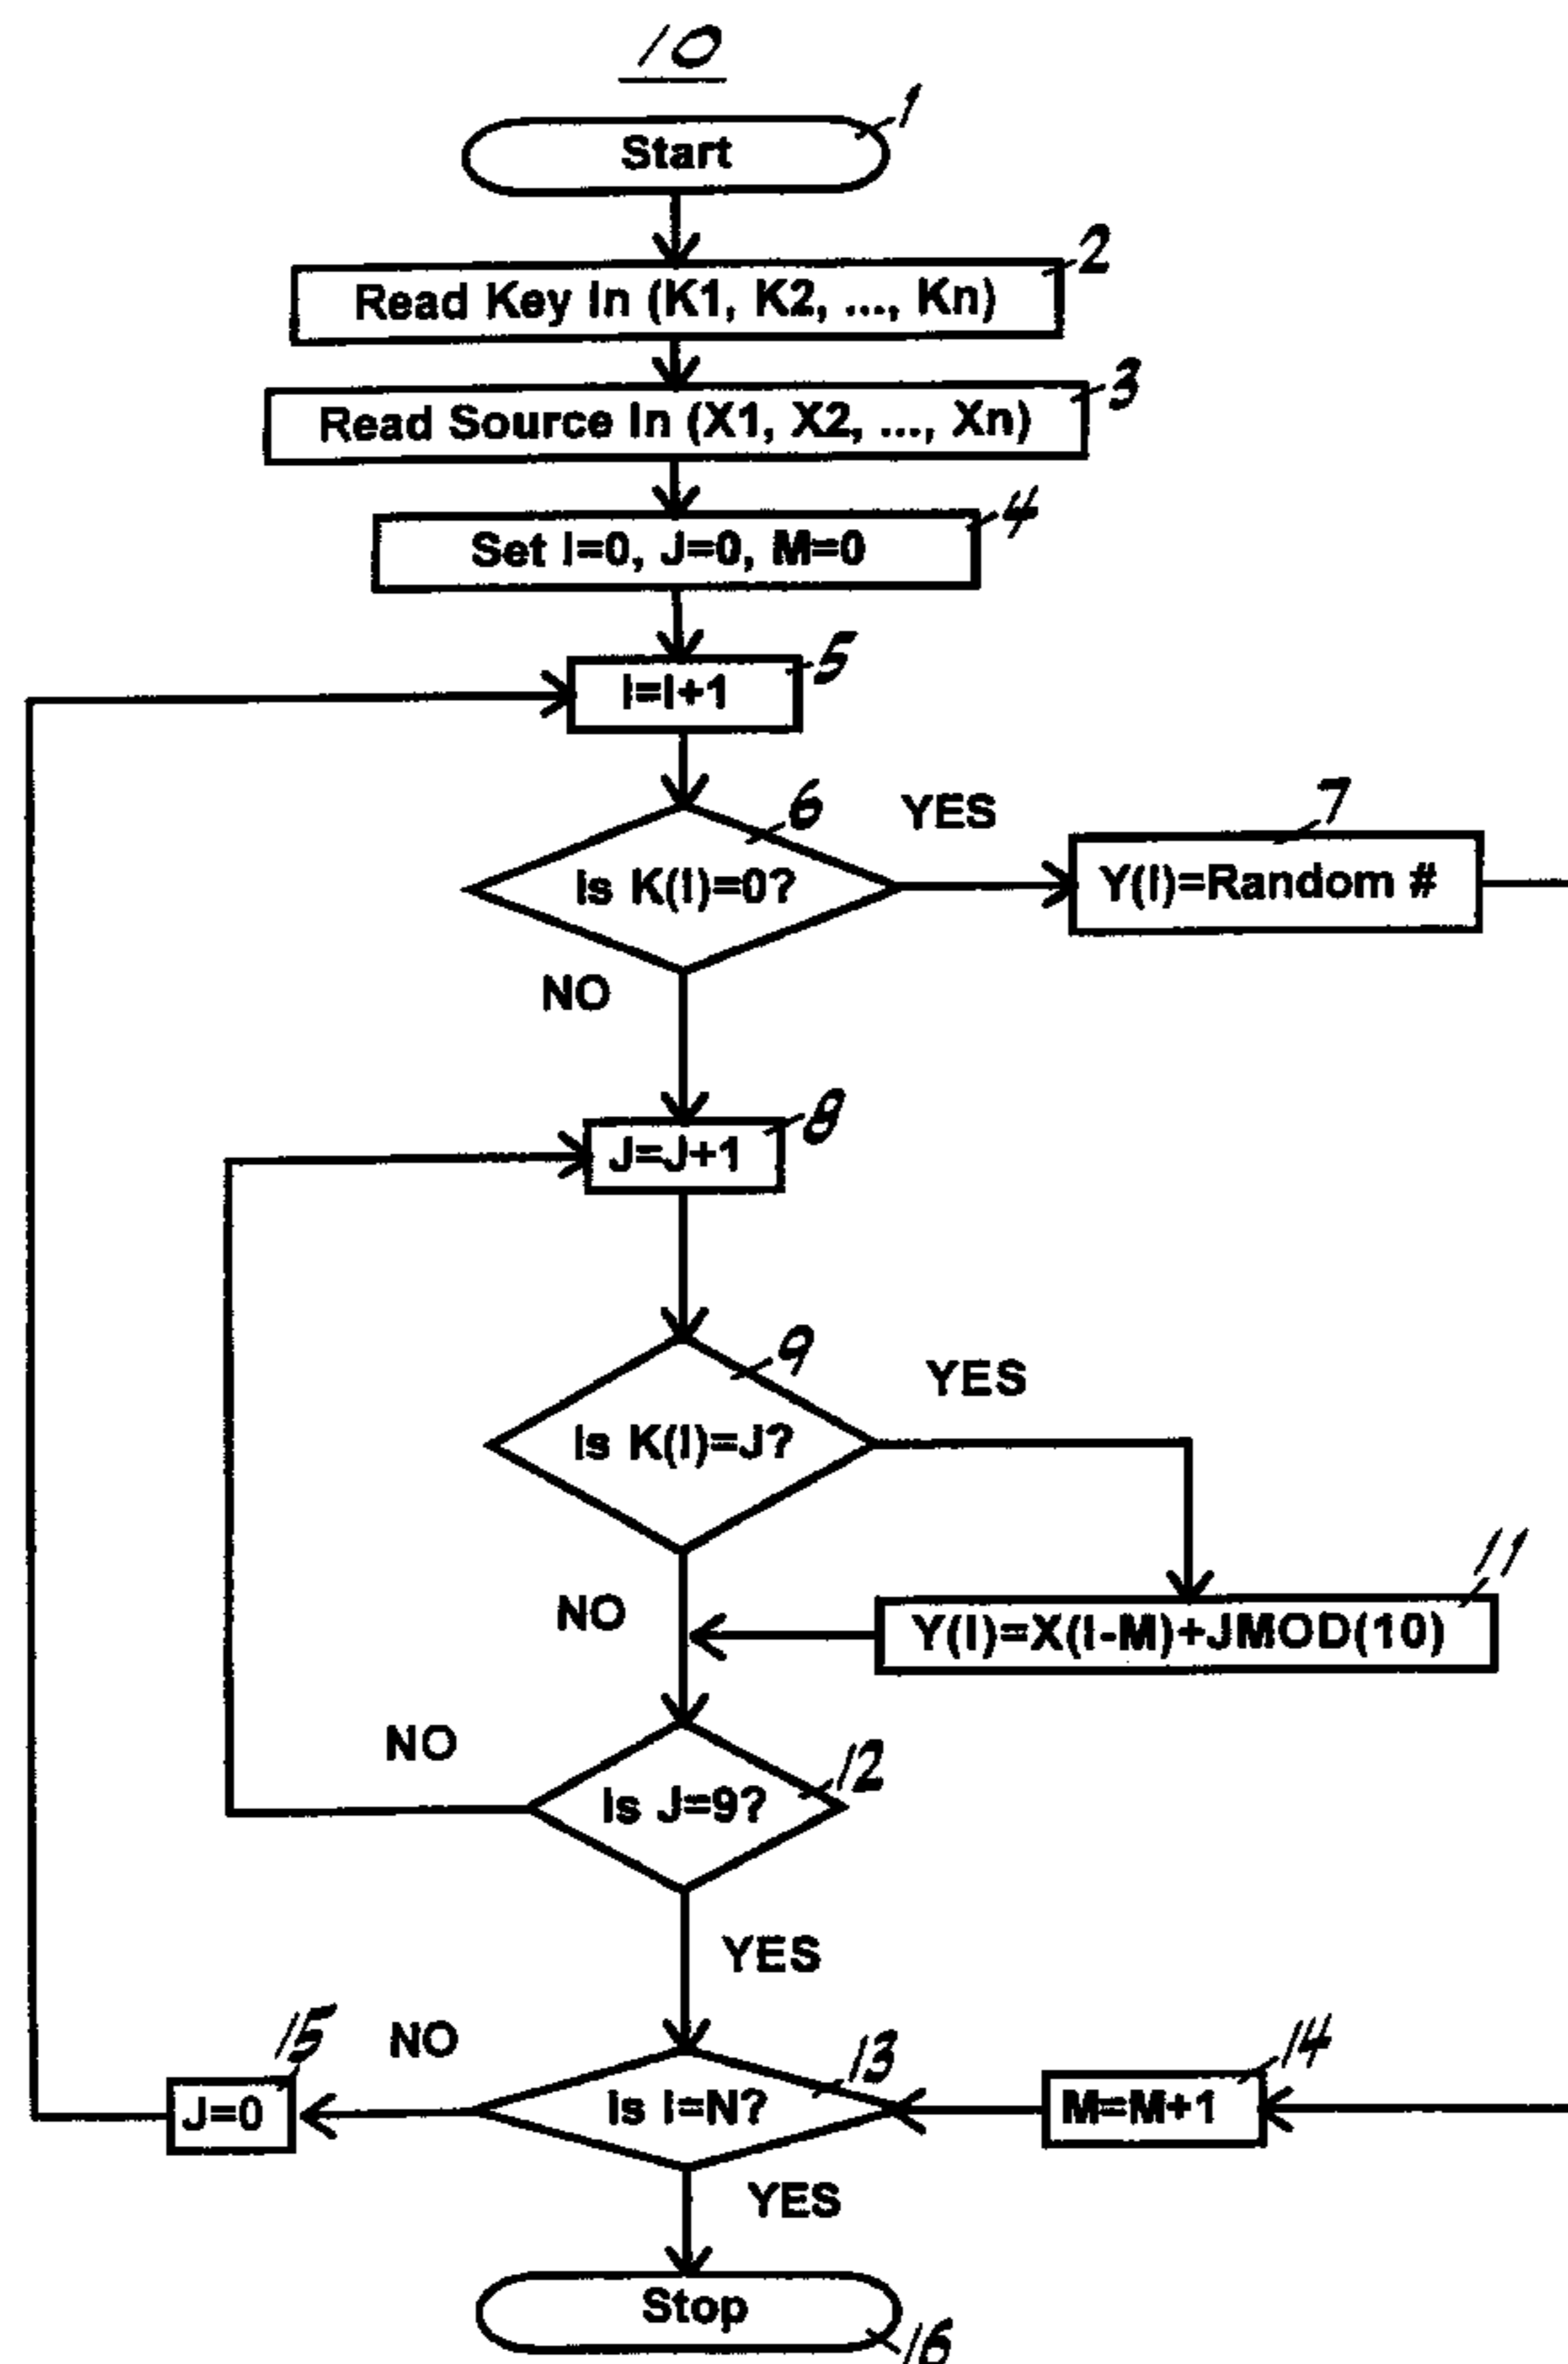 10
Start 1
Read Key In (K1, K2, ..., Kn) 2
Read Source In (X1, X2, ..., Xn) 3
Set I=0, J=0, M=0 4
I=I+1 5
Is K(I)=0? 6
YES
Y(I)=Random # 7
NO
J=J+1 8
Is K(I)=J? 9
YES
NO
Y(I)=X(I-M)+JMOD(10) 11
Is J=9? 12
NO
YES
Is I=N? 13
NO
J=0 15
M=M+1 14
YES
Stop 16